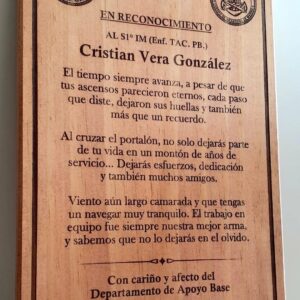 EN RECONOCIMIENTO
AL S1º IM (Enf. TAC. PB.)
Cristian Vera González
El tiempo siempre avanza, a pesar de que
tus ascensos parecieron eternos, cada paso
que diste, dejaron sus huellas y también
más que un recuerdo.
Al cruzar el portalón, no solo dejarás parte
de tu vida en un montón de años de
servicio... Dejarás esfuerzos, dedicación
y también muchos amigos.
Viento aún largo camarada y que tengas
un navegar muy tranquilo. El trabajo en
equipo fue siempre nuestra mejor arma,
y sabemos que no lo dejarás en el olvido.
Con cariño y afecto del
Departamento de Apoyo Base